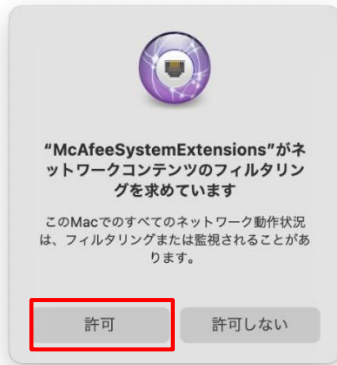 “McAfeeSystemExtensions”がネ
ットワークコンテンツのフィルタリン
グを求めています
このMacでのすべてのネットワーク動作状況
は、フィルタリングまたは監視されることがあ
ります。
許可
許可しない